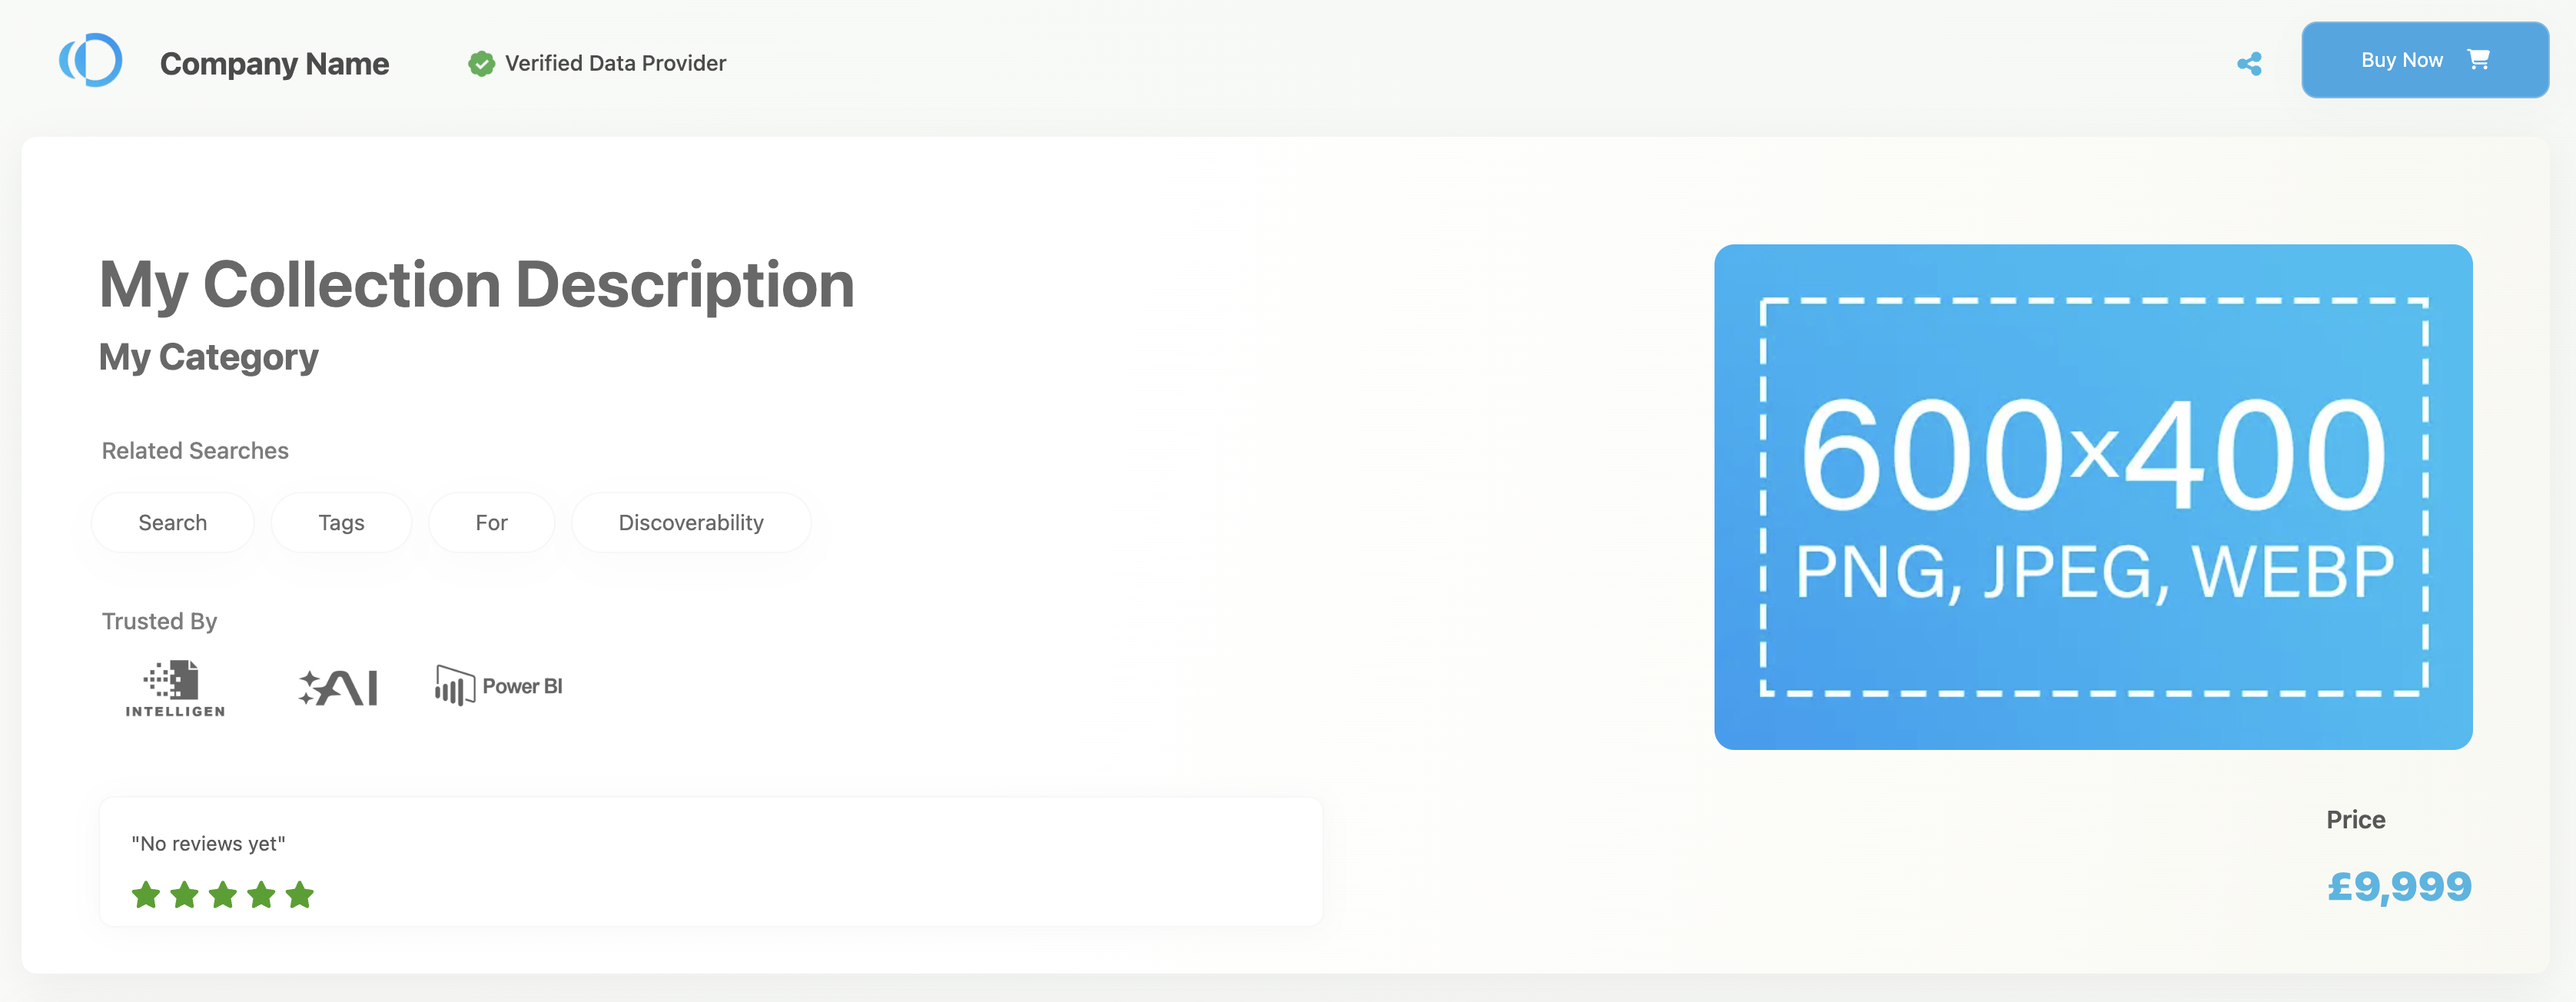 Company Name
Verified Data Provider
Buy Now
My Collection Description
My Category
Related Searches
Search
Tags
For
Discoverability
Trusted By
INTELLIGEN
AI
Power BI
"No reviews yet"
600×400
PNG, JPEG, WEBP
Price
£9,999